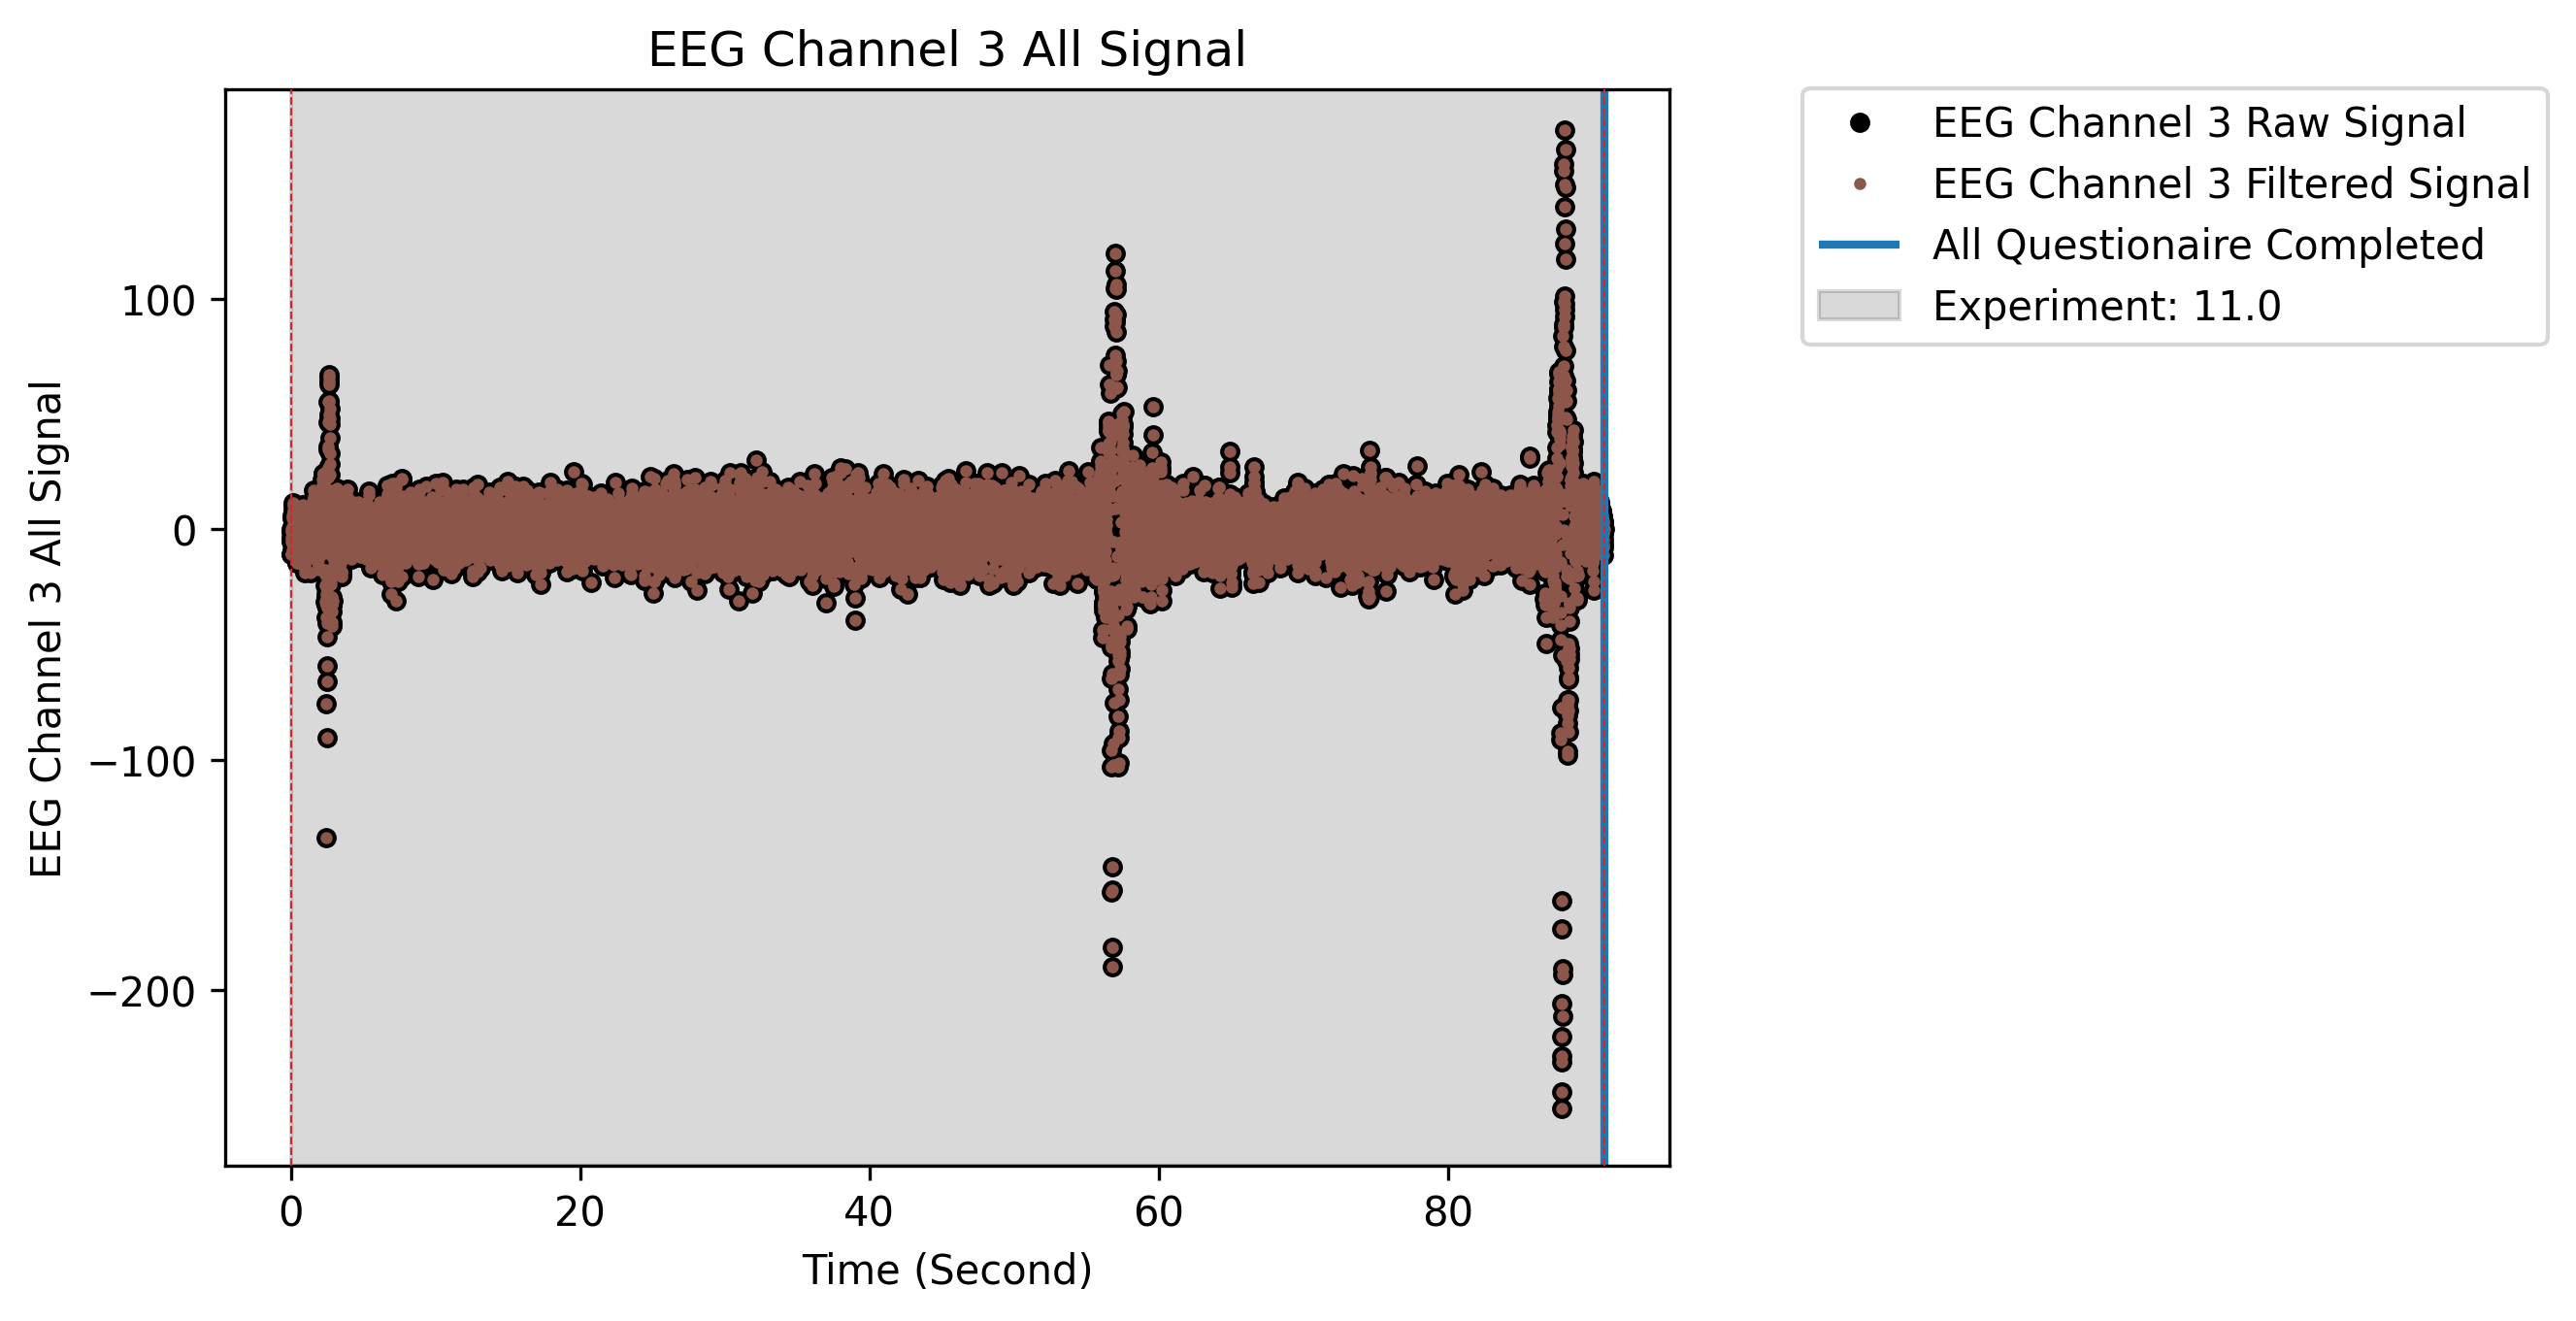 EEG Channel 3 All Signal
EEG Channel 3 Raw Signal
EEG Channel 3 Filtered Signal
All Questionaire Completed
Experiment: 11.0
EEG Channel 3 All Signal
100
0
−100
−200
0 20 40 60 80
Time (Second)